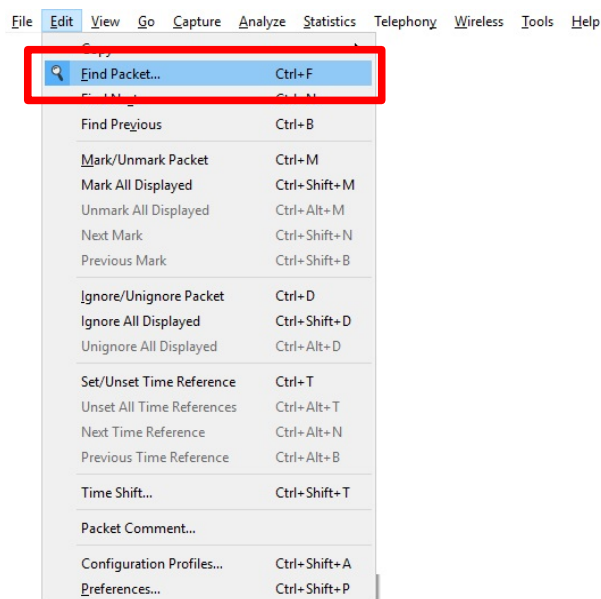 File Edit View Go Capture Analyze Statistics Telephony Wireless Tools Help
Find Packet... Ctrl+F
Find Previous Ctrl+B
Mark/Unmark Packet Ctrl+M
Mark All Displayed Ctrl+Shift+M
Unmark All Displayed Ctrl+Alt+M
Next Mark Ctrl+Shift+N
Previous Mark Ctrl+Shift+B
Ignore/Unignore Packet Ctrl+D
Ignore All Displayed Ctrl+Shift+D
Unignore All Displayed Ctrl+Alt+D
Set/Unset Time Reference Ctrl+T
Unset All Time References Ctrl+Alt+T
Next Time Reference Ctrl+Alt+N
Previous Time Reference Ctrl+Alt+B
Time Shift... Ctrl+Shift+T
Packet Comment...
Configuration Profiles... Ctrl+Shift+A
Preferences... Ctrl+Shift+P